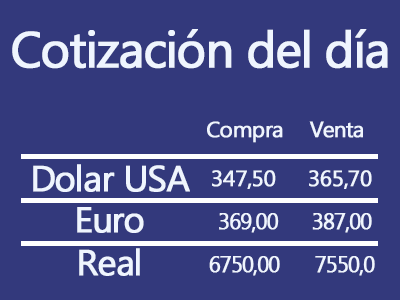 Cotización del día
Compra Venta
Dolar USA 347,50 365,70
Euro 369,00 387,00
Real 6750,00 7550,0